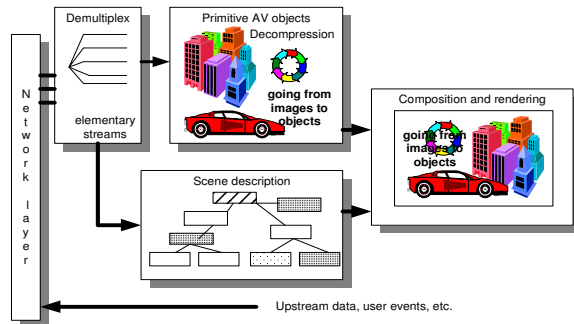 Demultiplex
elementary
streams
Primitive AV objects
Decompression
going from
images to
objects
Composition and rendering
going from
images to
objects
Scene description
Network layer
Upstream data, user events, etc.